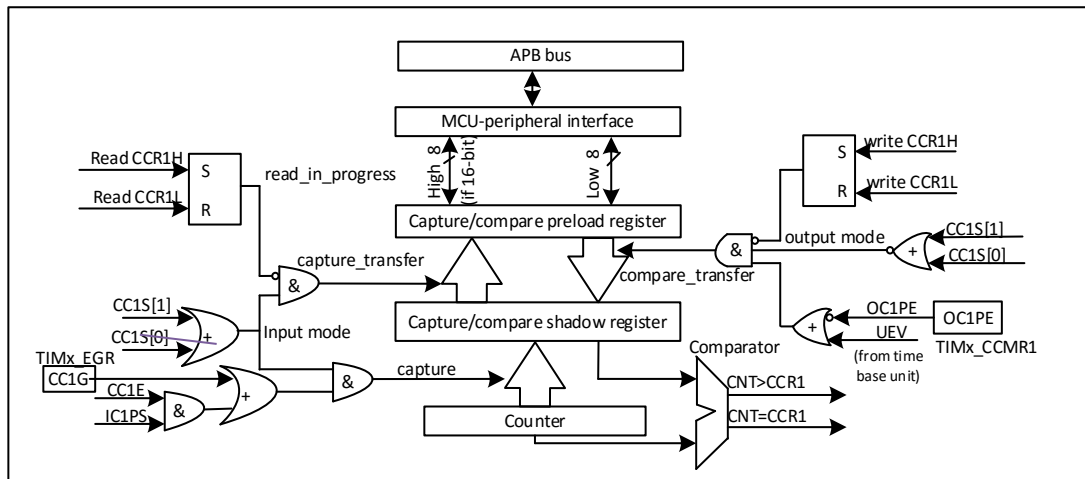 APB bus
MCU-peripheral interface
Read CCR1H
S
read_in_progress
Read CCR1L
R
High 8
(if 16-bit)
Low 8
S
write CCR1H
R
write CCR1L
Capture/compare preload register
capture_transfer
&
compare_transfer
&
output mode
+
CC1S[1]
CC1S[0]
CC1S[1]
CC1S[0]
+
Input mode
Capture/compare shadow register
+
OC1PE
UEV
(from time
base unit)
OC1PE
TIMx_CCMR1
TIMx_EGR
CC1G
CC1E
IC1PS
&
+
&
capture
Counter
Comparator
CNT>CCR1
CNT=CCR1